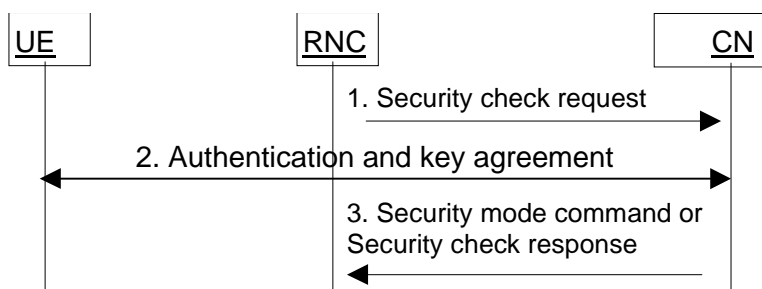 UE
RNC
CN
1. Security check request
2. Authentication and key agreement
3. Security mode command or
Security check response